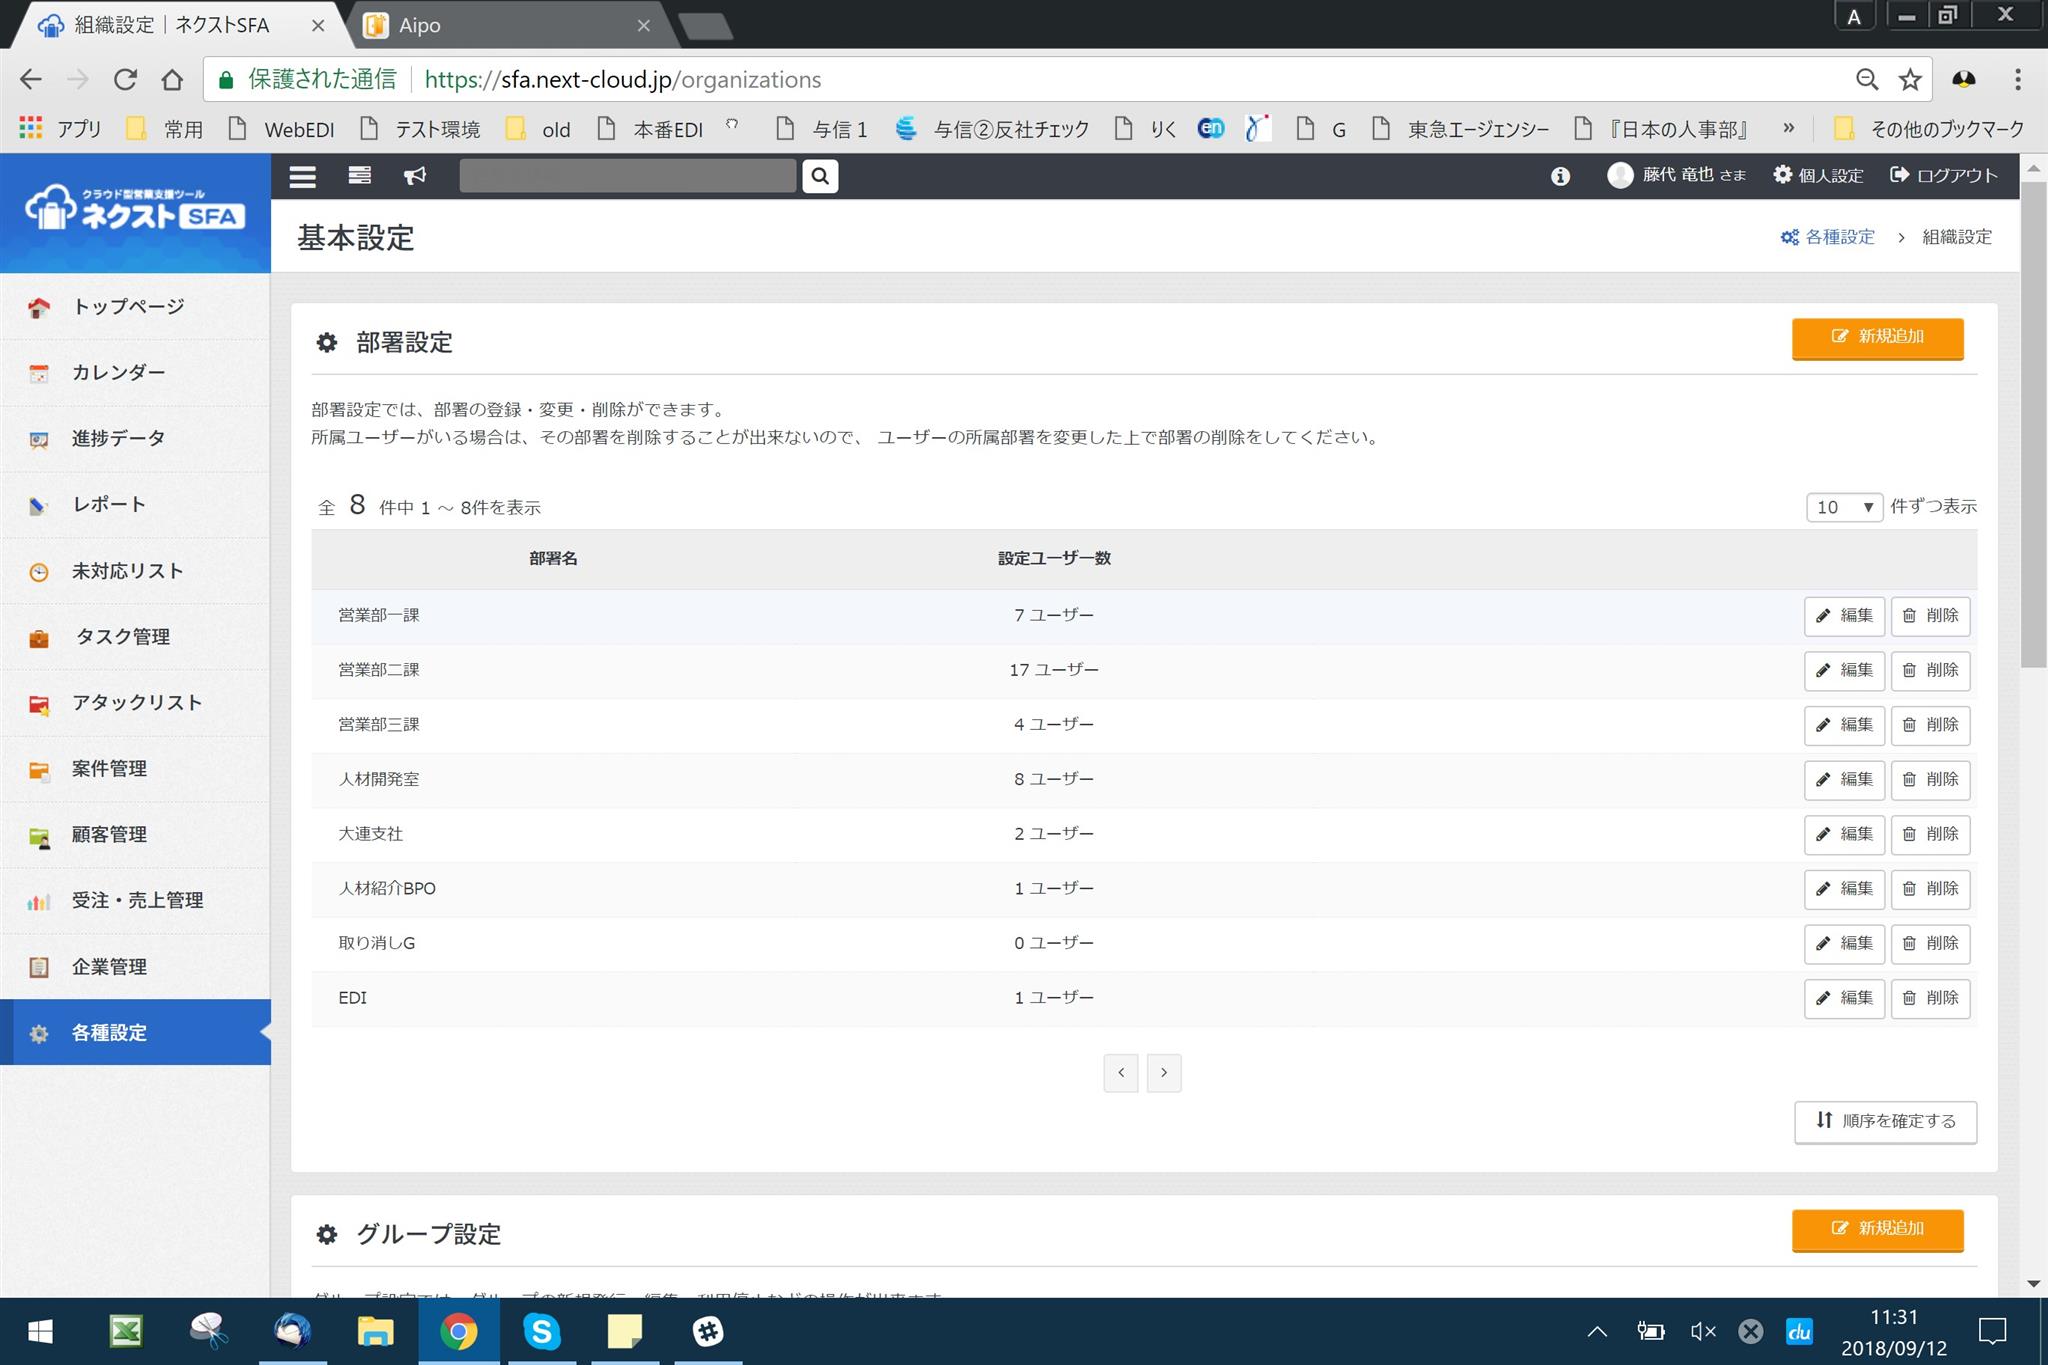 組織設定｜ネクストSFA
Aipo
A
保護された通信 https://sfa.next-cloud.jp/organizations
アプリ 常用 WebEDI テスト環境 old 本番EDI 与信１ 与信②反社チェック りく en G 東急エージェンシー 『日本の人事部』 » その他のブックマーク
クラウド型営業支援ツール
ネクストSFA
藤代 竜也 さま 個人設定 ログアウト
基本設定
各種設定 › 組織設定
トップページ
カレンダー
進捗データ
レポート
未対応リスト
タスク管理
アタックリスト
案件管理
顧客管理
受注・売上管理
企業管理
各種設定
部署設定
新規追加
部署設定では、部署の登録・変更・削除ができます。
所属ユーザーがいる場合は、その部署を削除することが出来ないので、 ユーザーの所属部署を変更した上で部署の削除をしてください。
全 8 件中 1 ～ 8件を表示
10 件ずつ表示
部署名 設定ユーザー数
営業部一課 7 ユーザー 編集 削除
営業部二課 17 ユーザー 編集 削除
営業部三課 4 ユーザー 編集 削除
人材開発室 8 ユーザー 編集 削除
大連支社 2 ユーザー 編集 削除
人材紹介BPO 1 ユーザー 編集 削除
取り消しG 0 ユーザー 編集 削除
EDI 1 ユーザー 編集 削除
順序を確定する
グループ設定
新規追加
du
11:31
2018/09/12